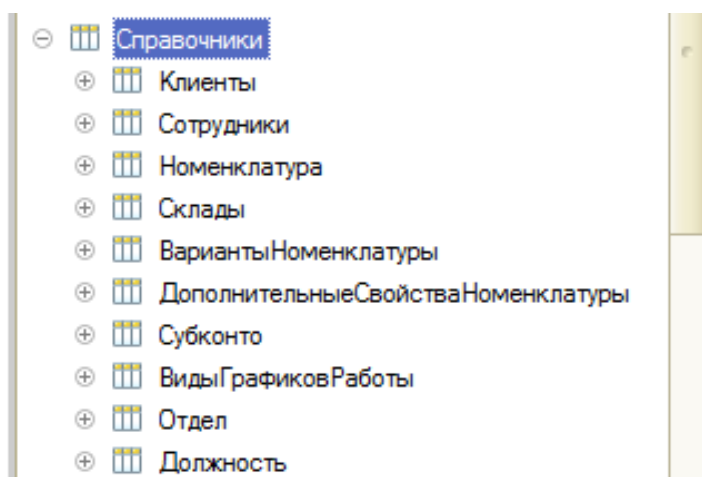 Справочники
Клиенты
Сотрудники
Номенклатура
Склады
ВариантыНоменклатуры
ДополнительныеСвойстваНоменклатуры
Субконто
ВидыГрафиковРаботы
Отдел
Должность